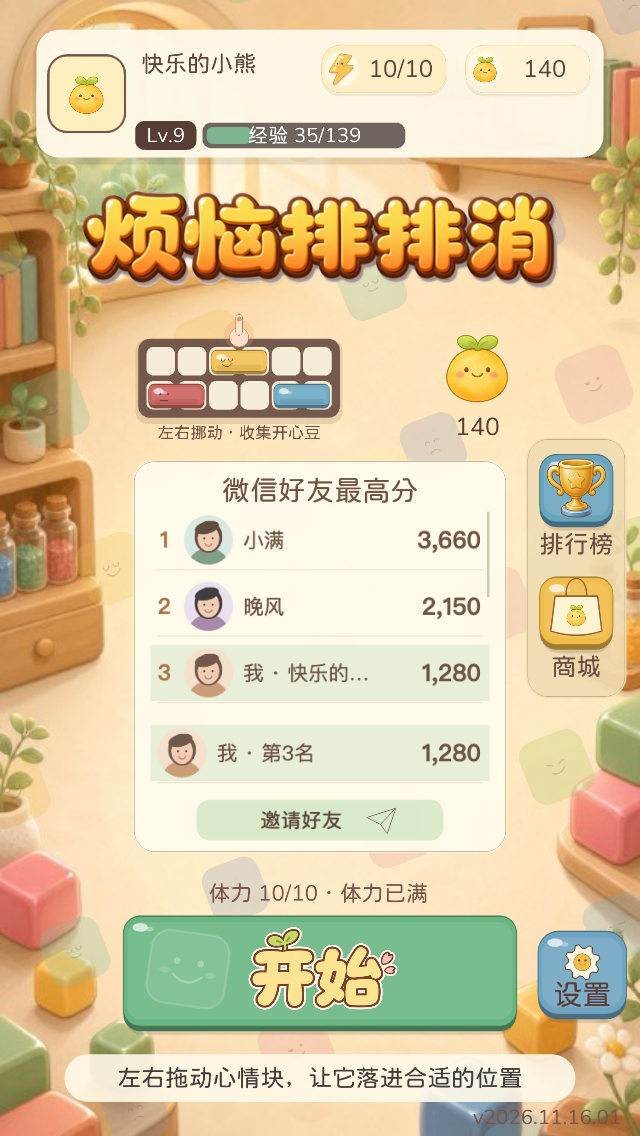 快乐的小熊
10/10
140
Lv.9
经验 35/139
烦恼排排消
左右挪动 · 收集开心豆
140
微信好友最高分
1 小满 3,660
2 晚风 2,150
3 我 · 快乐的... 1,280
我 · 第3名 1,280
邀请好友
排行榜
商城
体力 10/10 · 体力已满
开始
设置
左右拖动心情块，让它落进合适的位置
v2026.11.16.01